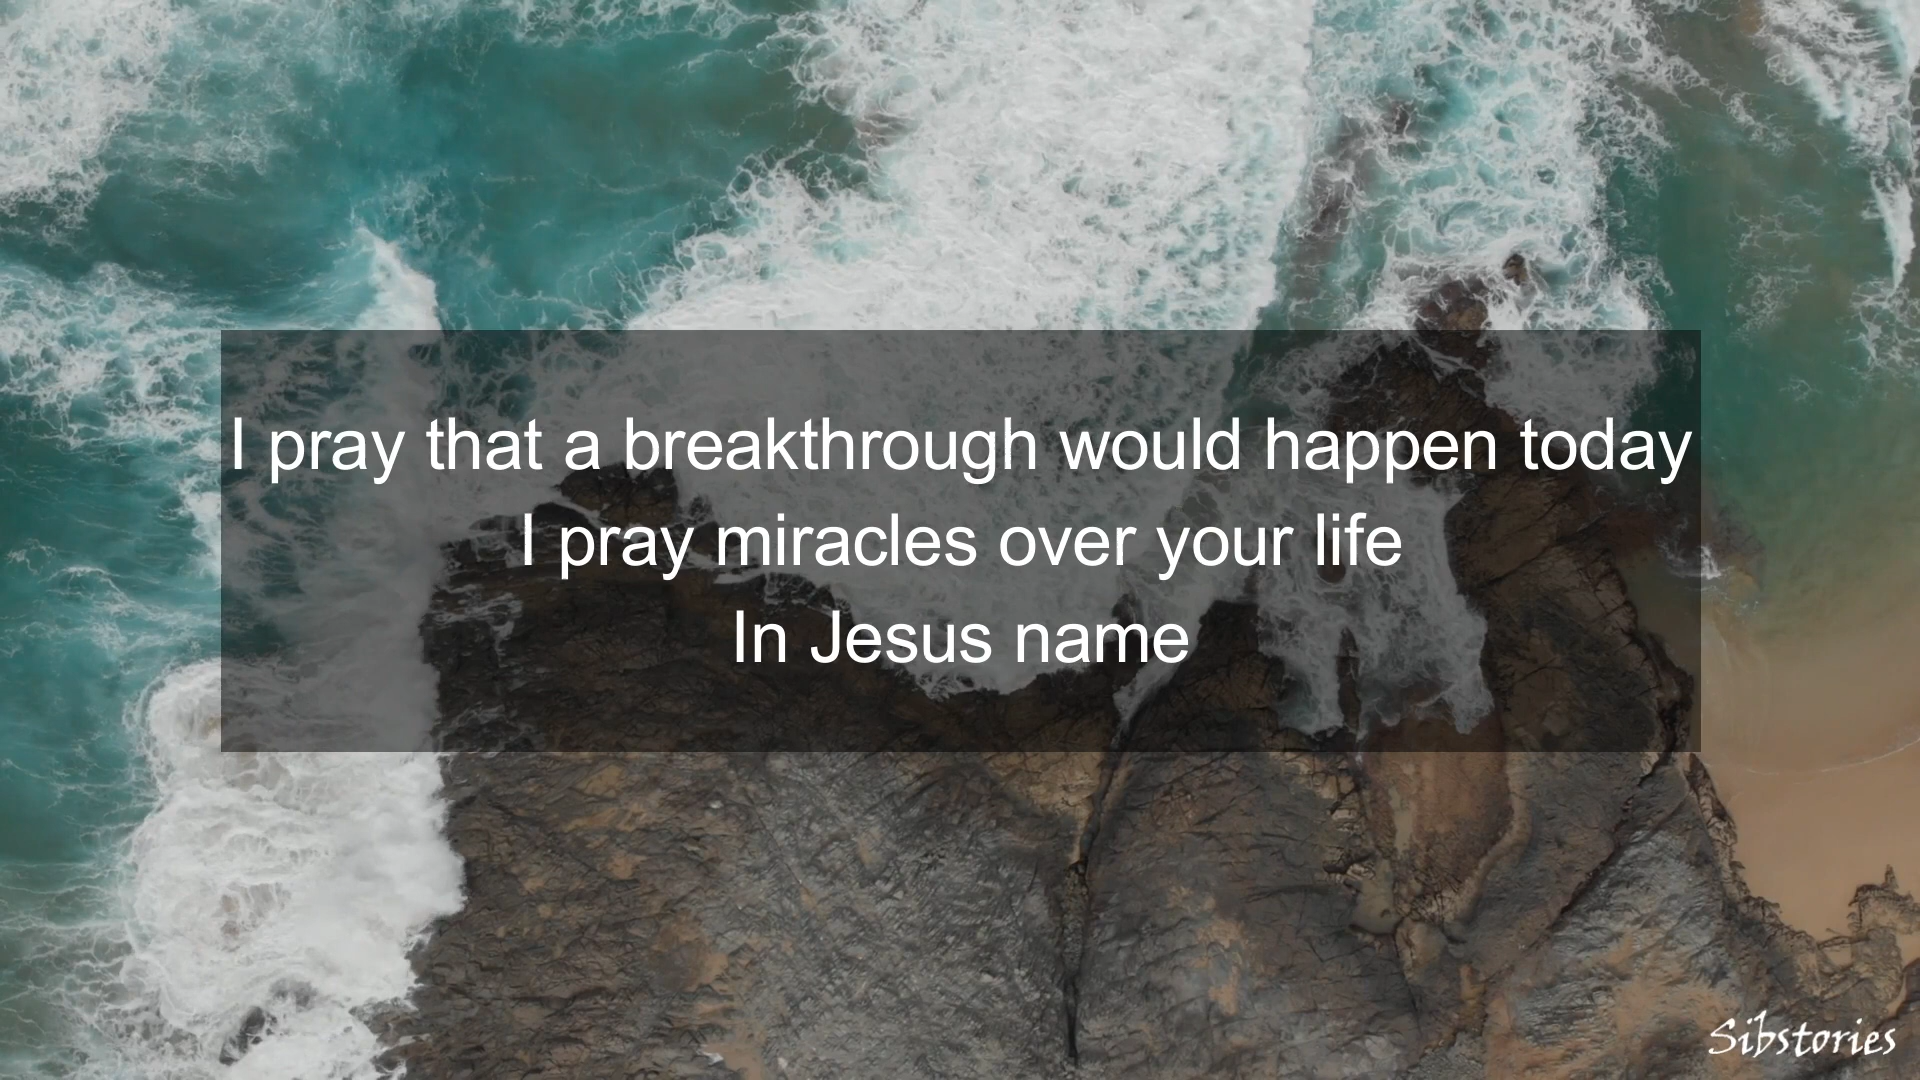 I pray that a breakthrough would happen today
I pray miracles over your life
In Jesus name
Sibstories